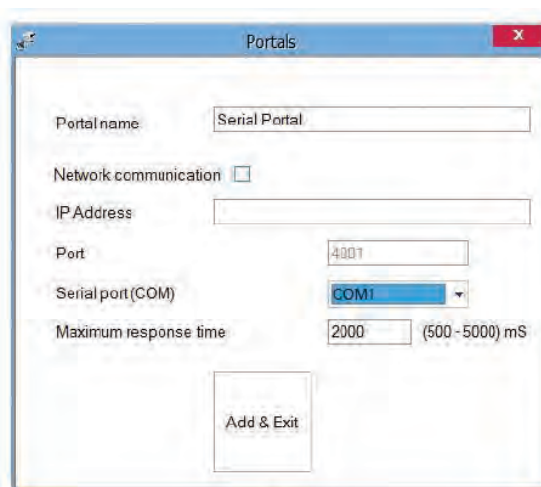 Portals
X
Portal name Serial Portal
Network communication
IP Address
Port 4001
Serial port (COM) COM1
Maximum response time 2000 (500 - 5000) mS
Add & Exit